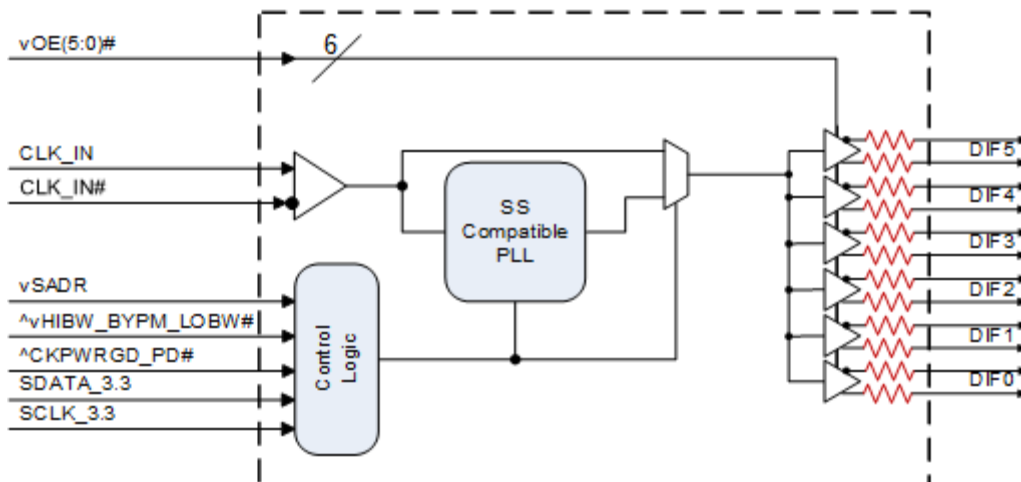 vOE(5:0)#
6
CLK_IN
CLK_IN#
SS
Compatible
PLL
vSADR
^vHIBW_BYPM_LOBW#
^CKPWRGD_PD#
SDATA_3.3
SCLK_3.3
Control
Logic
DIF5
DIF4
DIF3
DIF2
DIF1
DIF0